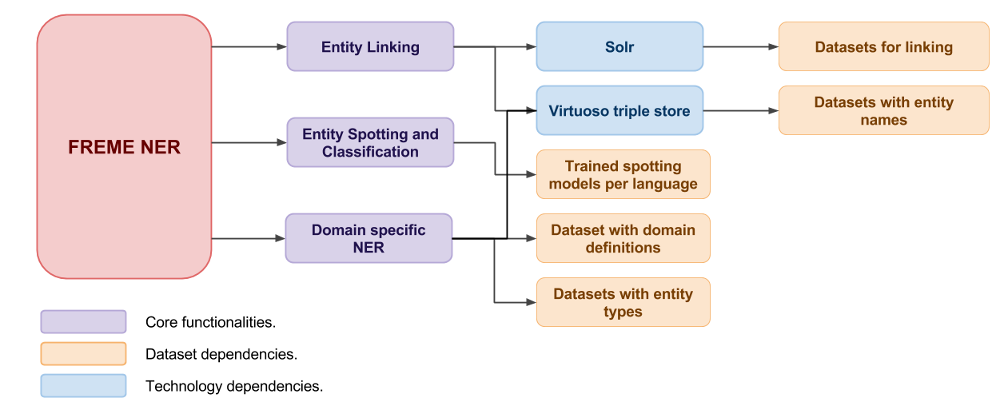 FREME NER
Entity Linking
Solr
Datasets for linking
Virtuoso triple store
Datasets with entity
names
Entity Spotting and
Classification
Trained spotting
models per language
Domain specific
NER
Dataset with domain
definitions
Datasets with entity
types
Core functionalities.
Dataset dependencies.
Technology dependencies.